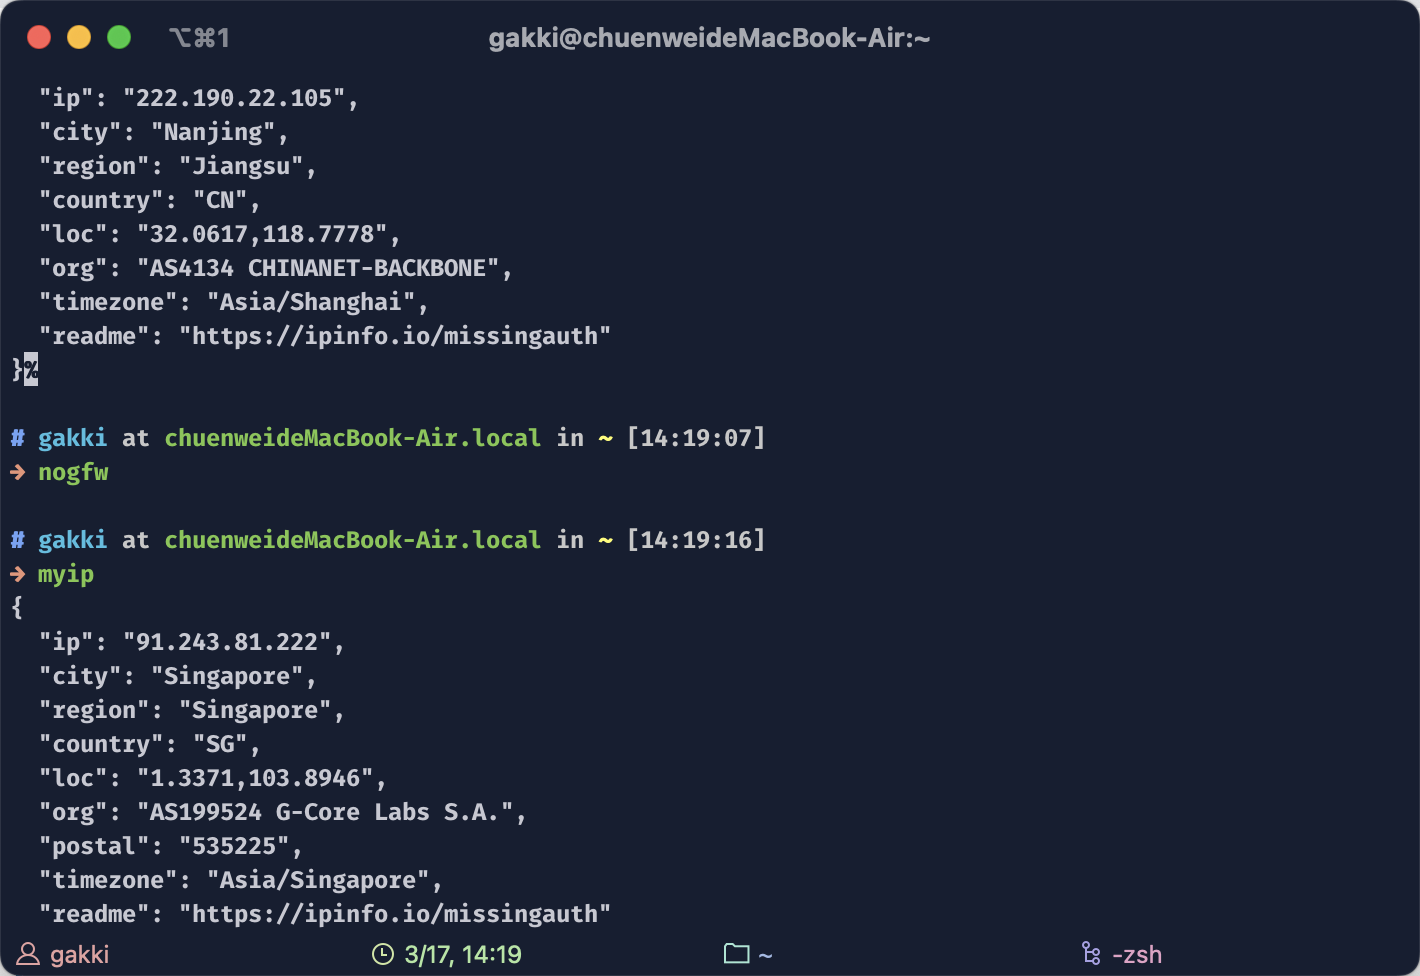 ⌥⌘1 gakki@chuenweideMacBook-Air:~
"ip": "222.190.22.105",
"city": "Nanjing",
"region": "Jiangsu",
"country": "CN",
"loc": "32.0617,118.7778",
"org": "AS4134 CHINANET-BACKBONE",
"timezone": "Asia/Shanghai",
"readme": "https://ipinfo.io/missingauth"
}%
# gakki at chuenweideMacBook-Air.local in ~ [14:19:07]
→ nogfw
# gakki at chuenweideMacBook-Air.local in ~ [14:19:16]
→ myip
{
"ip": "91.243.81.222",
"city": "Singapore",
"region": "Singapore",
"country": "SG",
"loc": "1.3371,103.8946",
"org": "AS199524 G-Core Labs S.A.",
"postal": "535225",
"timezone": "Asia/Singapore",
"readme": "https://ipinfo.io/missingauth"
gakki 3/17, 14:19 ~ -zsh